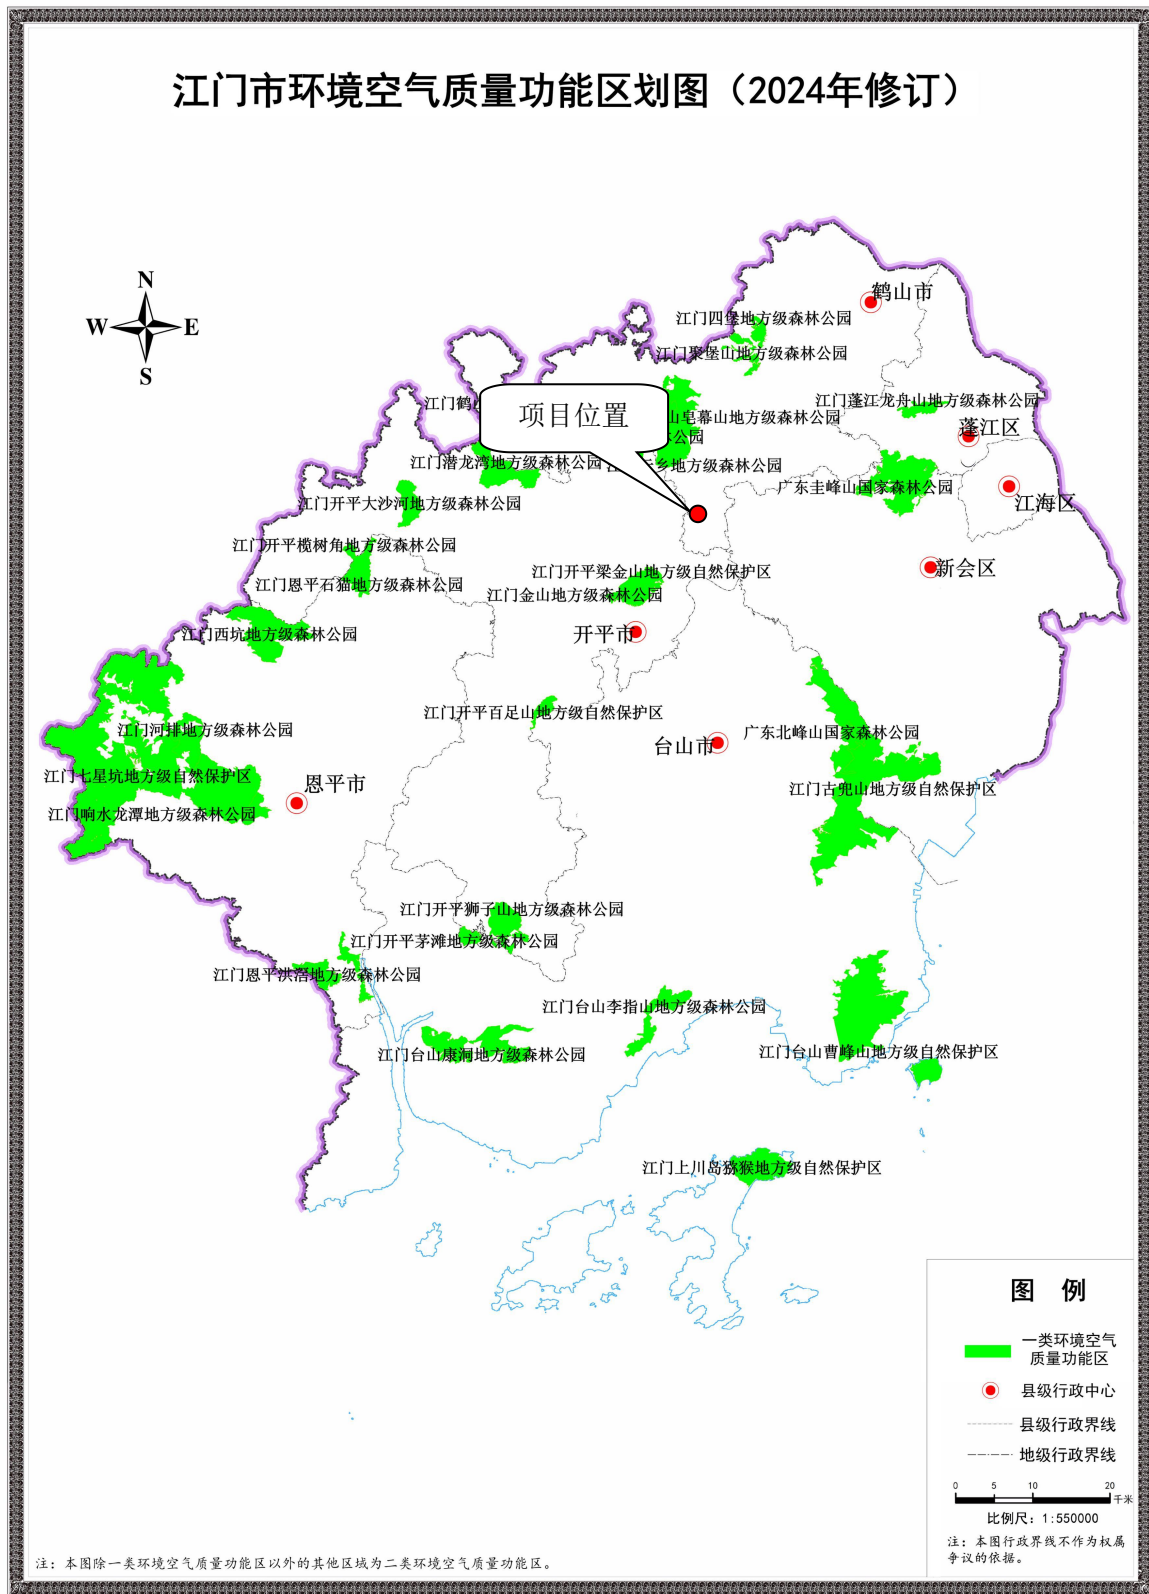 江门市环境空气质量功能区划图（2024年修订）
N
W
E
S
鹤山市
江门四堡地方级森林公园
江门聚堡山地方级森林公园
江门蓬江龙舟山地方级森林公园
江门鹤
项目位置
山皂幕山地方级森林公园
公园
蓬江区
江门潜龙湾地方级森林公园
乡地方级森林公园
广东圭峰山国家森林公园
江门开平大沙河地方级森林公园
江海区
江门开平榄树角地方级森林公园
江门恩平石猫地方级森林公园
江门开平梁金山地方级自然保护区
新会区
江门金山地方级森林公园
江门西坑地方级森林公园
开平市
江门开平百足山地方级自然保护区
江门河排地方级森林公园
台山市
广东北峰山国家森林公园
江门七星坑地方级自然保护区
恩平市
江门古兜山地方级自然保护区
江门响水龙潭地方级森林公园
江门开平狮子山地方级森林公园
江门开平茅滩地方级森林公园
江门恩平洪滘地方级森林公园
江门台山李指山地方级森林公园
江门台山康洞地方级森林公园
江门台山曹峰山地方级自然保护区
江门上川岛猕猴地方级自然保护区
图 例
一类环境空气
质量功能区
县级行政中心
县级行政界线
地级行政界线
0 5 10 20
千米
比例尺：1:550000
注：本图行政界线不作为权属
争议的依据。
注：本图除一类环境空气质量功能区以外的其他区域为二类环境空气质量功能区。